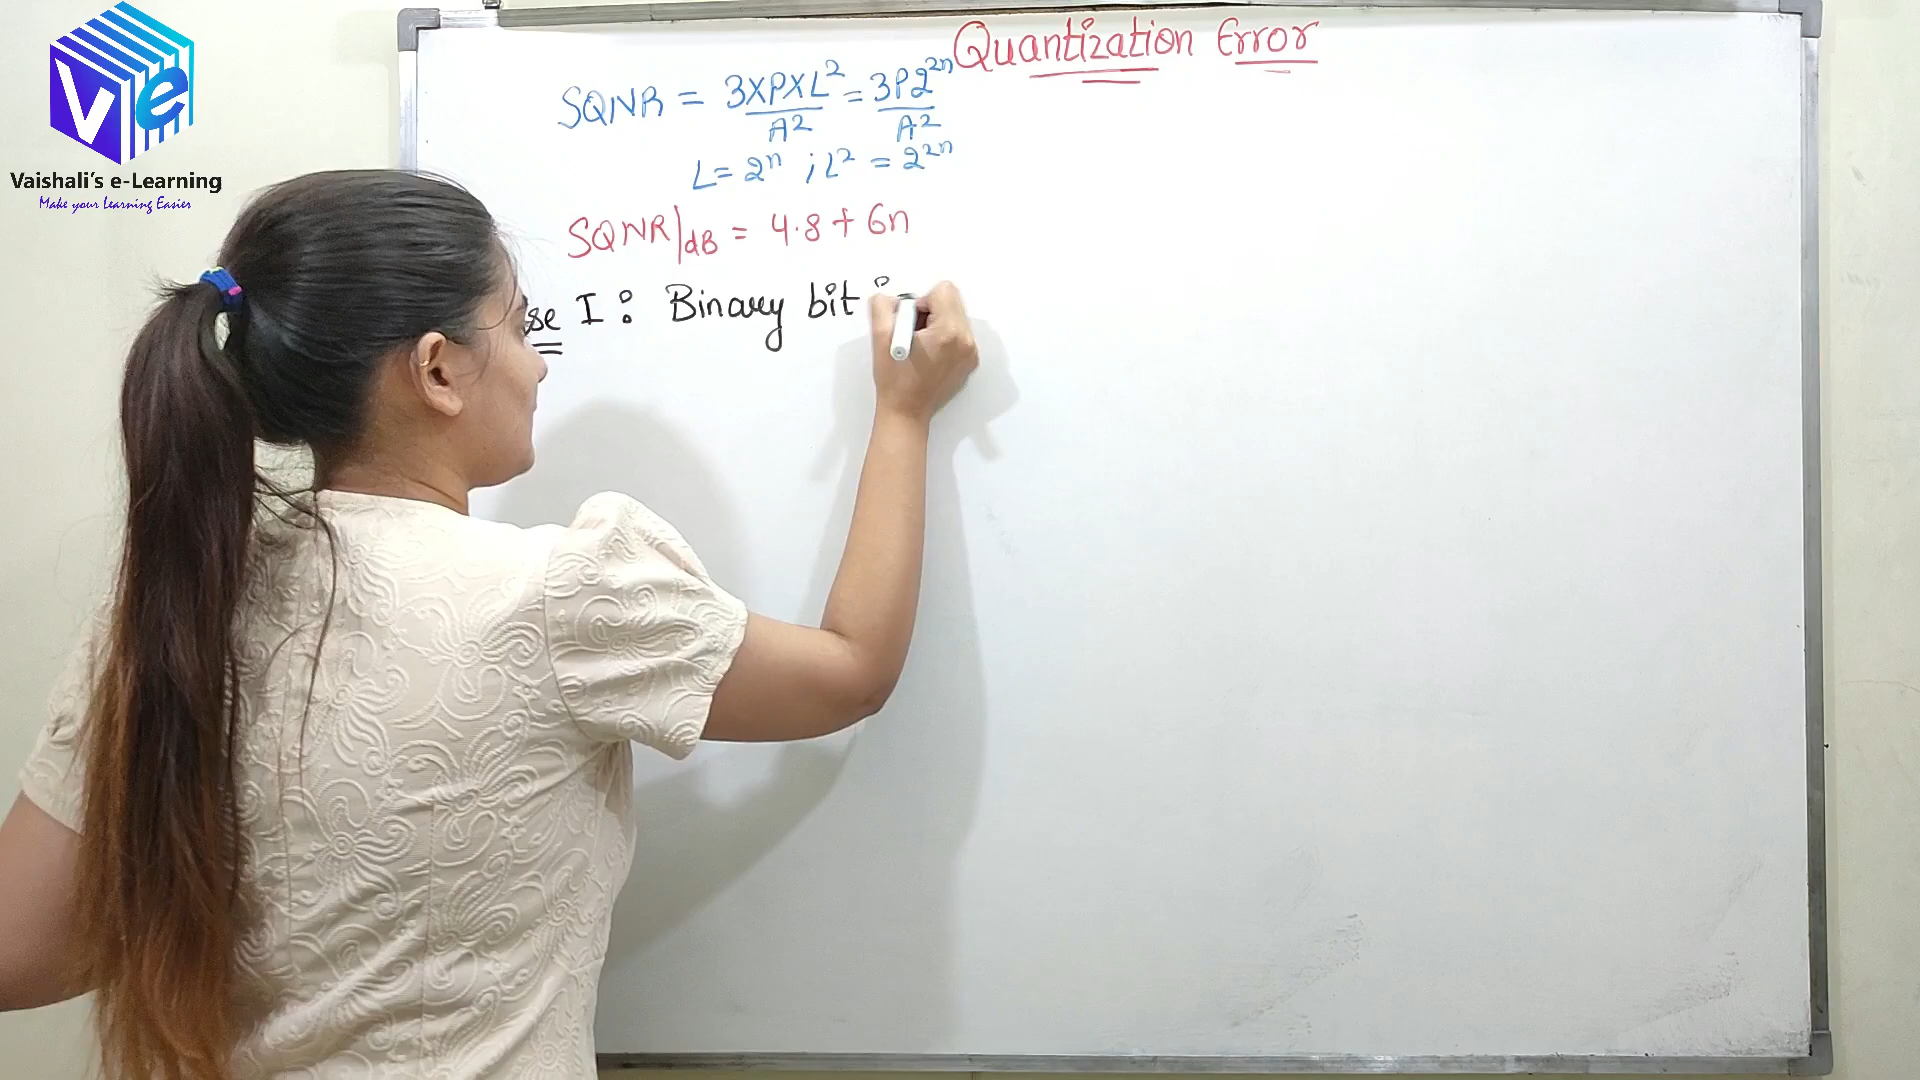 Ve
Vaishali's e-Learning
Make your Learning Easier
Quantization Error
SQNR = 3XPXL² / A² = 3P2²ⁿ / A²
L = 2ⁿ ; L² = 2²ⁿ
SQNR|dB = 4.8 + 6n
se I : Binary bit